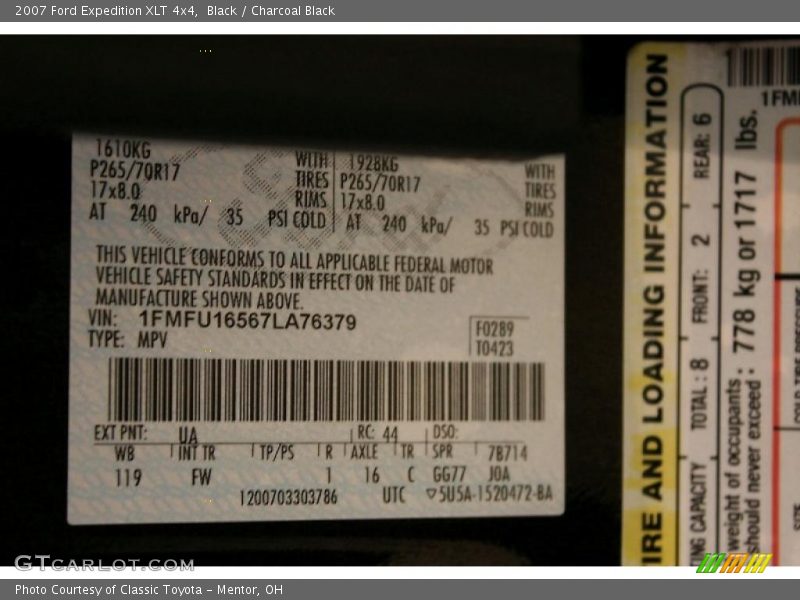 2007 Ford Expedition XLT 4x4,  Black / Charcoal Black
1610KG WITH 1928KG WITH
P265/70R17 TIRES P265/70R17 TIRES
17x8.0 RIMS 17x8.0 RIMS
AT 240 kPa/ 35 PSI COLD AT 240 kPa/ 35 PSI COLD
THIS VEHICLE CONFORMS TO ALL APPLICABLE FEDERAL MOTOR
VEHICLE SAFETY STANDARDS IN EFFECT ON THE DATE OF
MANUFACTURE SHOWN ABOVE.
VIN: 1FMFU16567LA76379
TYPE: MPV
F0289
T0423
EXT PNT: UA RC: 44 DSO:
WB INT TR TP/PS R AXLE TR SPR 7B714
119 FW 1 16 C GG77 J0A
1200703303786 UTC ▽5U5A-1520472-BA
IRE AND LOADING INFORMATION
NG CAPACITY TOTAL: 8 FRONT: 2 REAR: 6
weight of occupants:
should never exceed: 778 kg or 1717 lbs.
1FM
SIZE
GTCARLOT.COM
Photo Courtesy of Classic Toyota - Mentor, OH